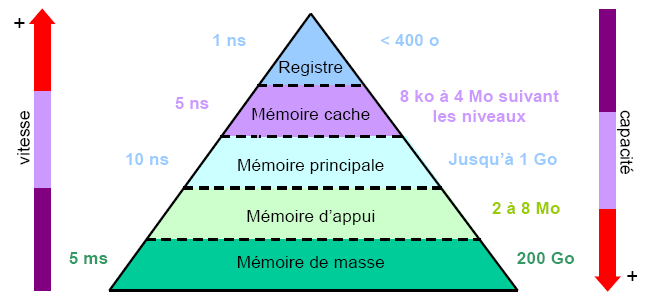 +
1 ns
< 400 o
Registre
5 ns
Mémoire cache
8 ko à 4 Mo suivant
les niveaux
vitesse
capacité
10 ns
Mémoire principale
Jusqu'à 1 Go
Mémoire d'appui
2 à 8 Mo
5 ms
Mémoire de masse
200 Go
+